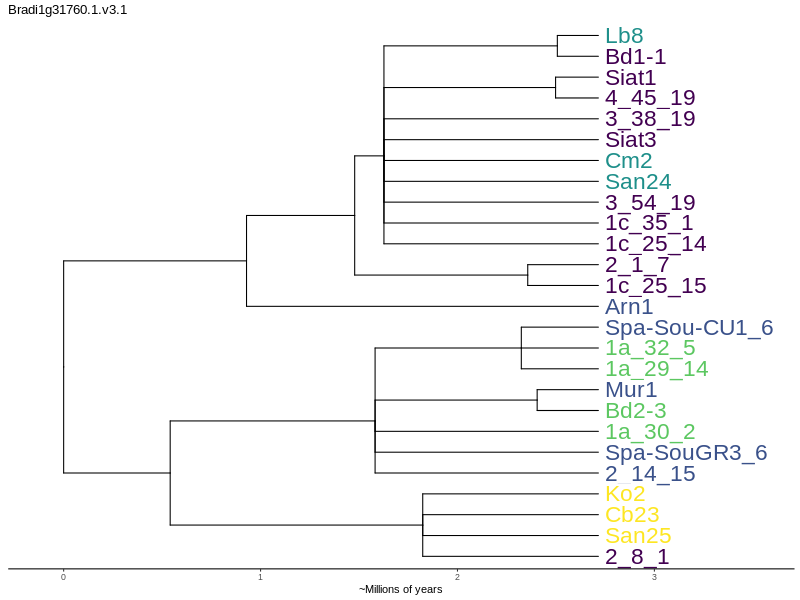 Bradi1g31760.1.v3.1
Lb8
Bd1-1
Siat1
4_45_19
3_38_19
Siat3
Cm2
San24
3_54_19
1c_35_1
1c_25_14
2_1_7
1c_25_15
Arn1
Spa-Sou-CU1_6
1a_32_5
1a_29_14
Mur1
Bd2-3
1a_30_2
Spa-SouGR3_6
2_14_15
Ko2
Cb23
San25
2_8_1
0 1 2 3
~Millions of years